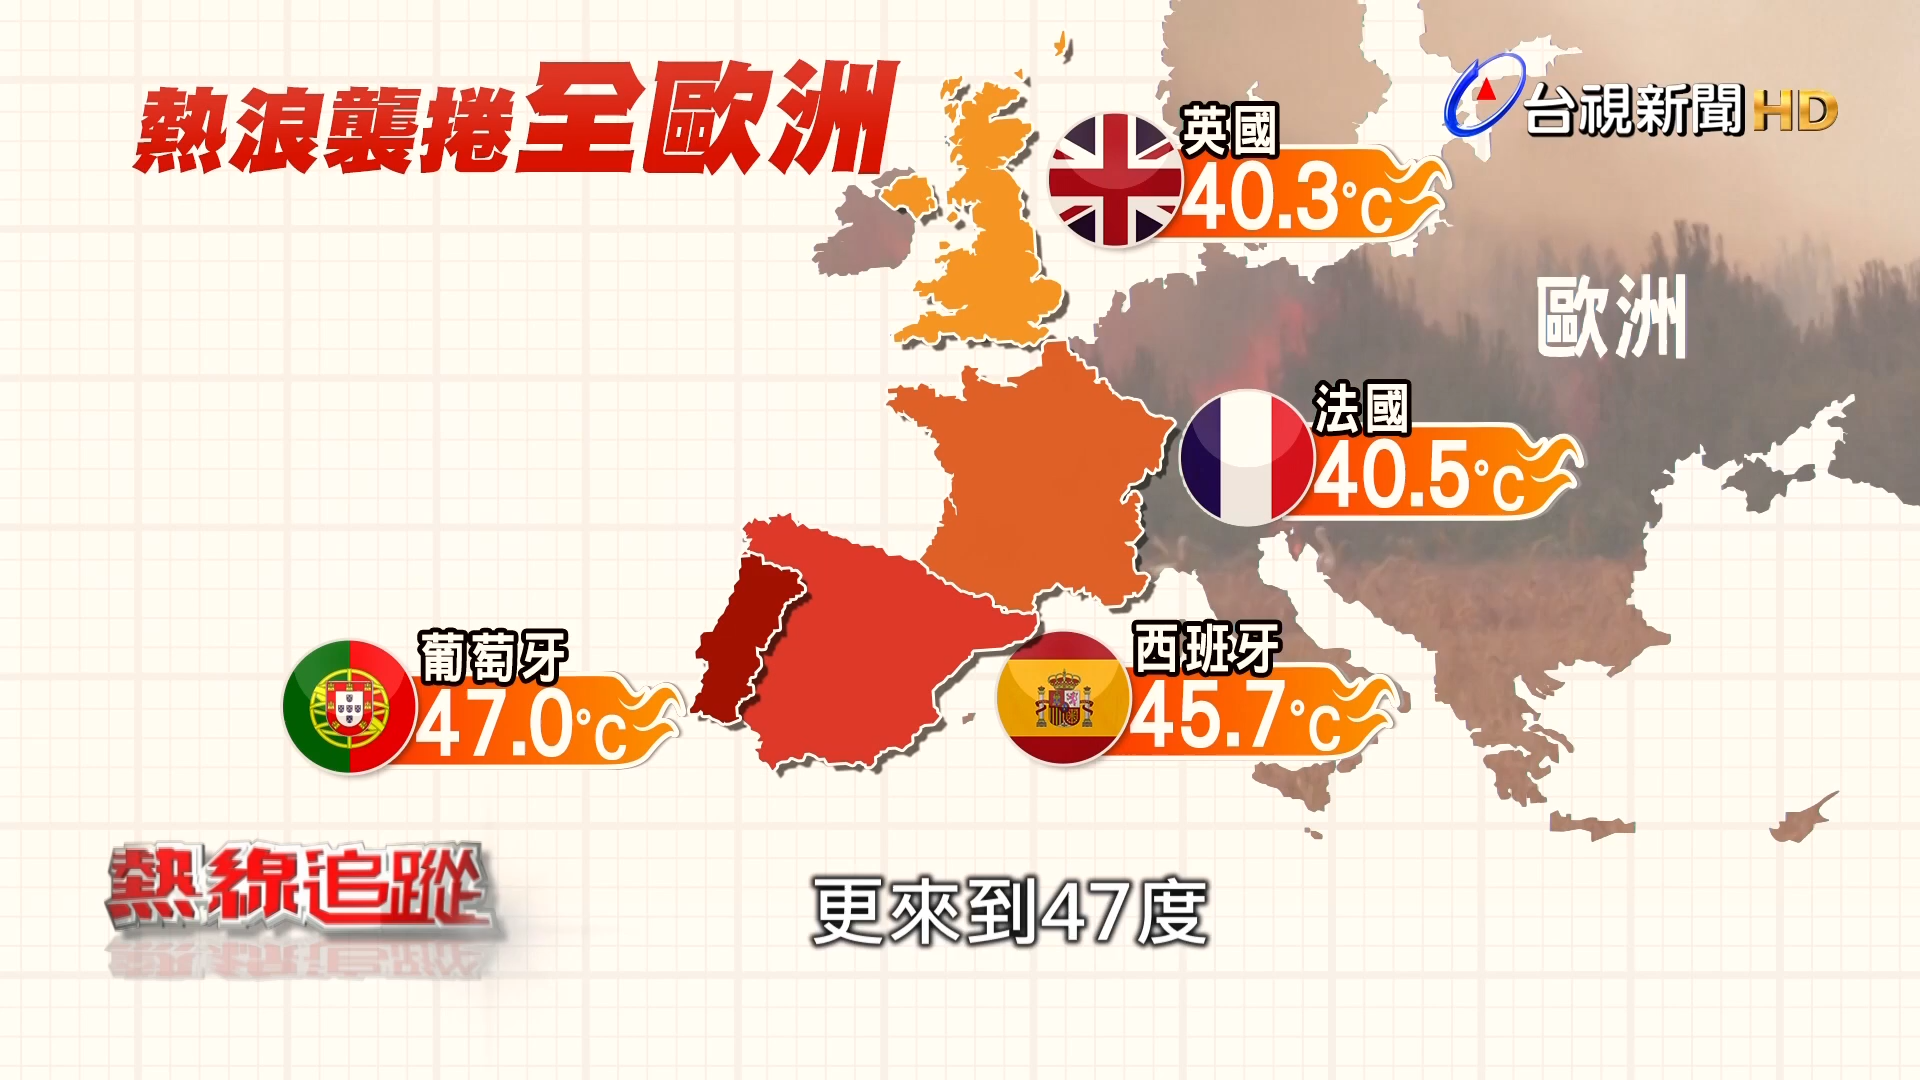 熱浪襲捲全歐洲
台視新聞HD
英國
40.3°C
歐洲
法國
40.5°C
葡萄牙
47.0°C
西班牙
45.7°C
熱線追蹤
更來到47度